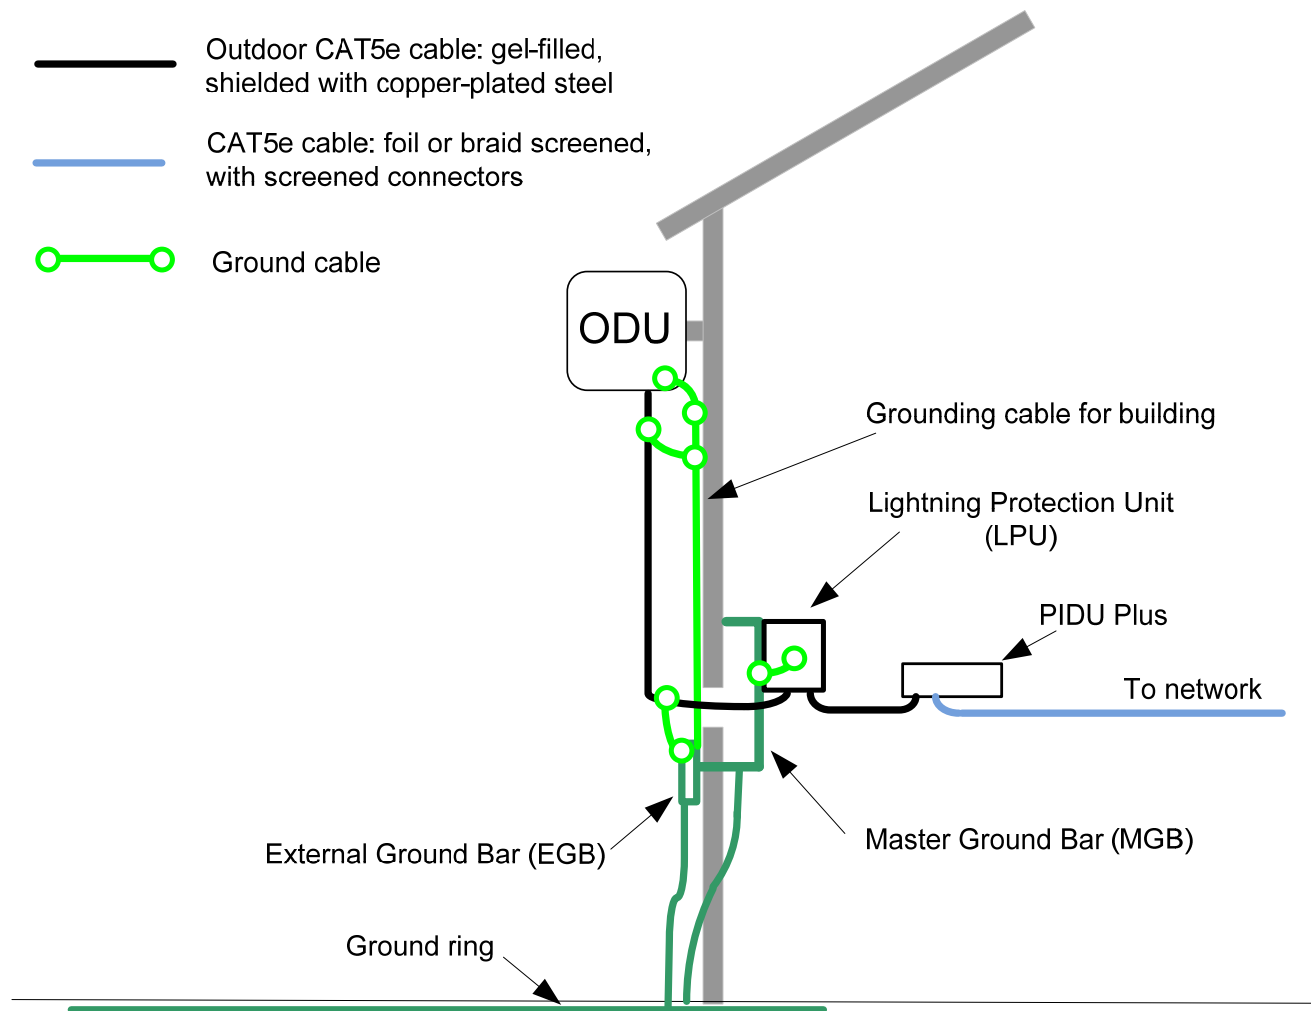 Outdoor CAT5e cable: gel-filled,
shielded with copper-plated steel
CAT5e cable: foil or braid screened,
with screened connectors
Ground cable
ODU
Grounding cable for building
Lightning Protection Unit
(LPU)
PIDU Plus
To network
External Ground Bar (EGB)
Master Ground Bar (MGB)
Ground ring